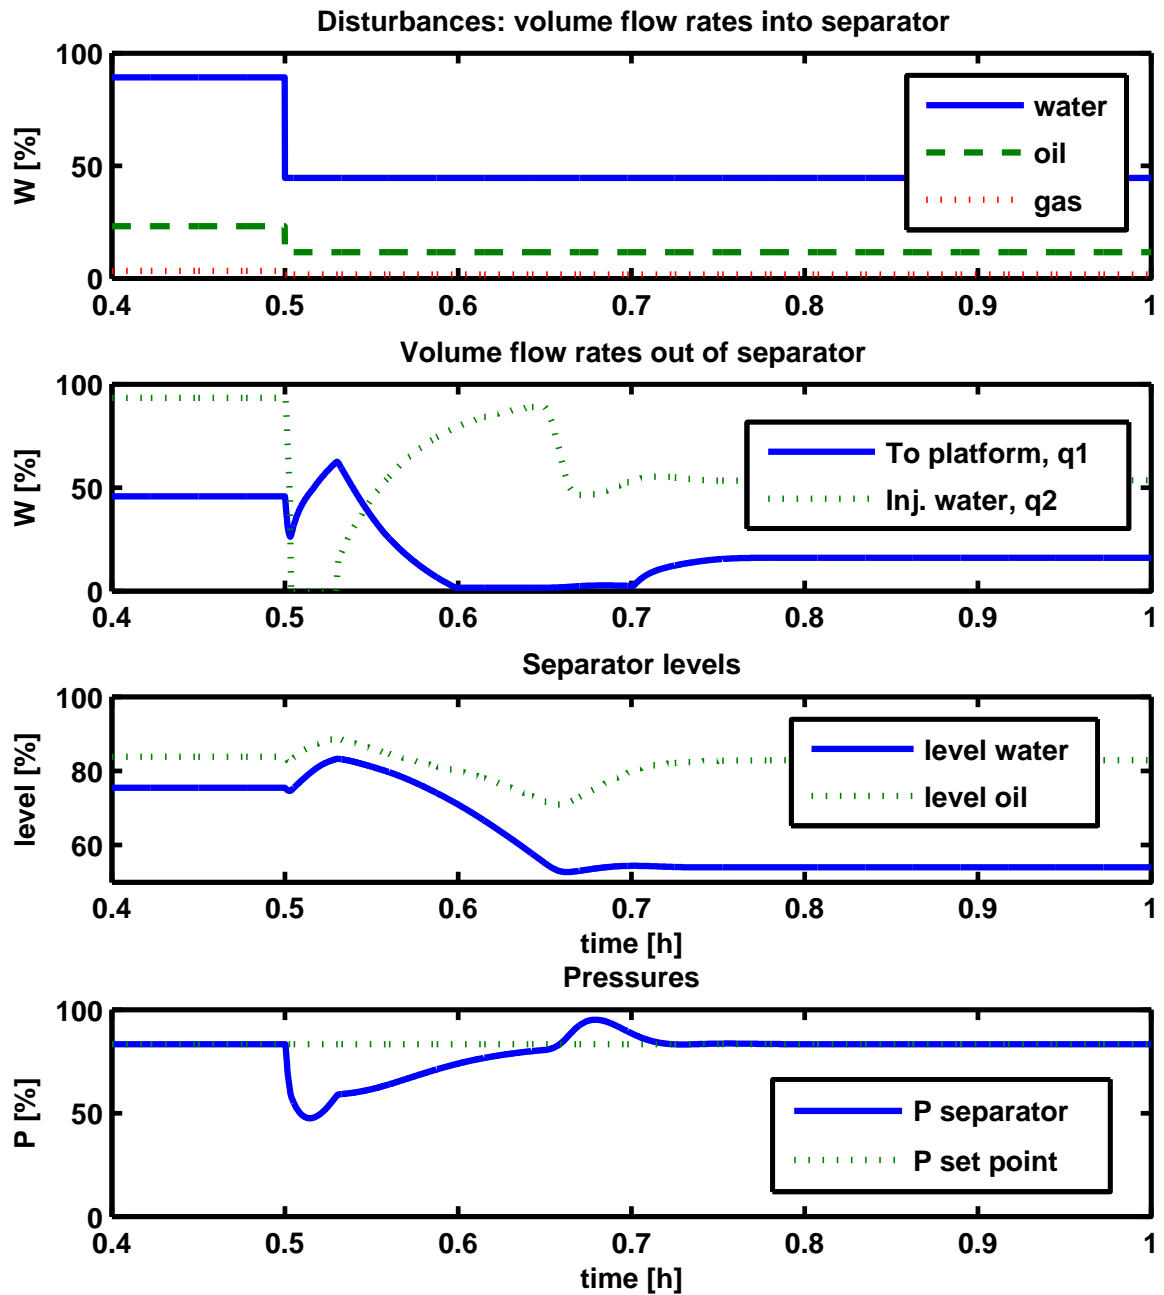 Disturbances: volume flow rates into separator
100
50
0
W [%]
water
oil
gas
0.4 0.5 0.6 0.7 0.8 0.9 1
Volume flow rates out of separator
100
50
0
W [%]
To platform, q1
Inj. water, q2
0.4 0.5 0.6 0.7 0.8 0.9 1
Separator levels
100
80
60
level [%]
level water
level oil
0.4 0.5 0.6 0.7 0.8 0.9 1
time [h]
Pressures
100
50
0
P [%]
P separator
P set point
0.4 0.5 0.6 0.7 0.8 0.9 1
time [h]